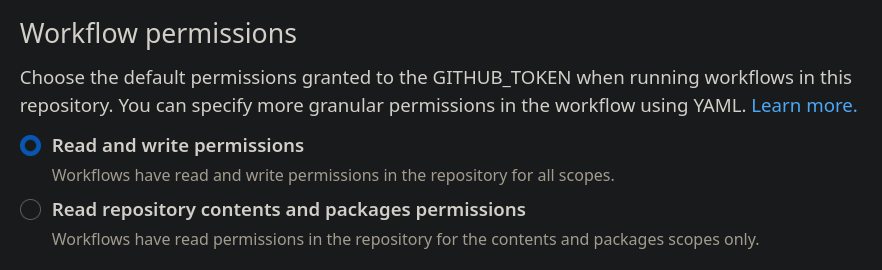 Workflow permissions
Choose the default permissions granted to the GITHUB_TOKEN when running workflows in this
repository. You can specify more granular permissions in the workflow using YAML. Learn more.
Read and write permissions
Workflows have read and write permissions in the repository for all scopes.
Read repository contents and packages permissions
Workflows have read permissions in the repository for the contents and packages scopes only.